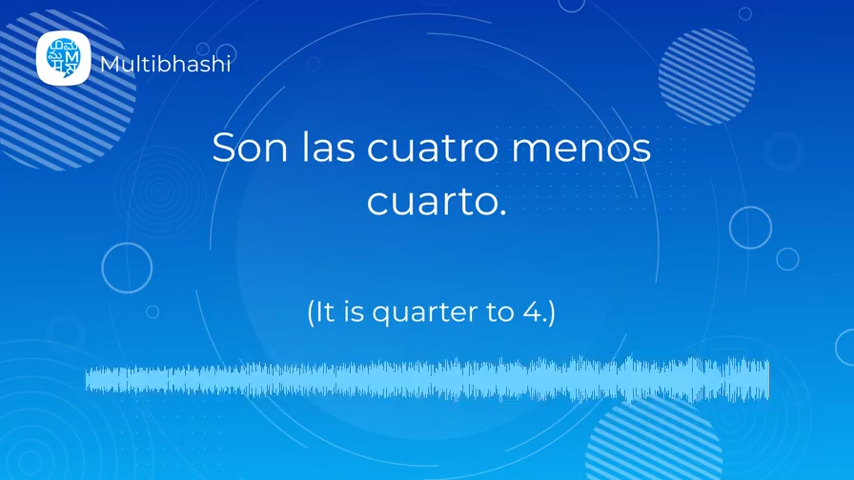 Multibhashi
Son las cuatro menos
cuarto.
(It is quarter to 4.)